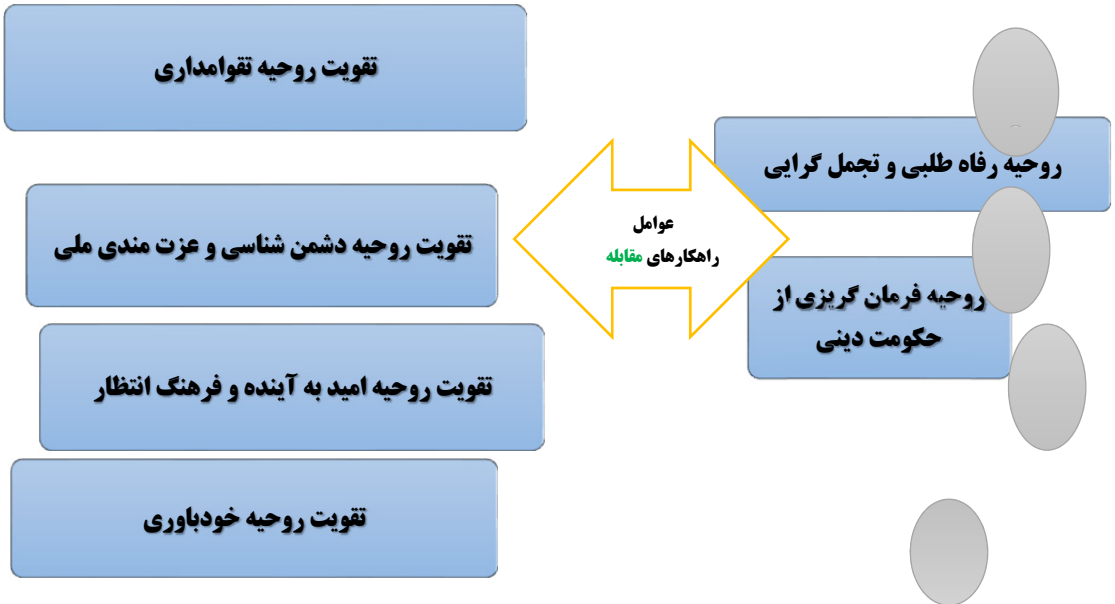 تقویت روحیه تقوامداری
روحیه رفاه طلبی و تجمل گرایی
عوامل
راهکارهای مقابله
تقویت روحیه دشمن شناسی و عزت مندی ملی
روحیه فرمان گریزی از
حکومت دینی
تقویت روحیه امید به آینده و فرهنگ انتظار
تقویت روحیه خودباوری